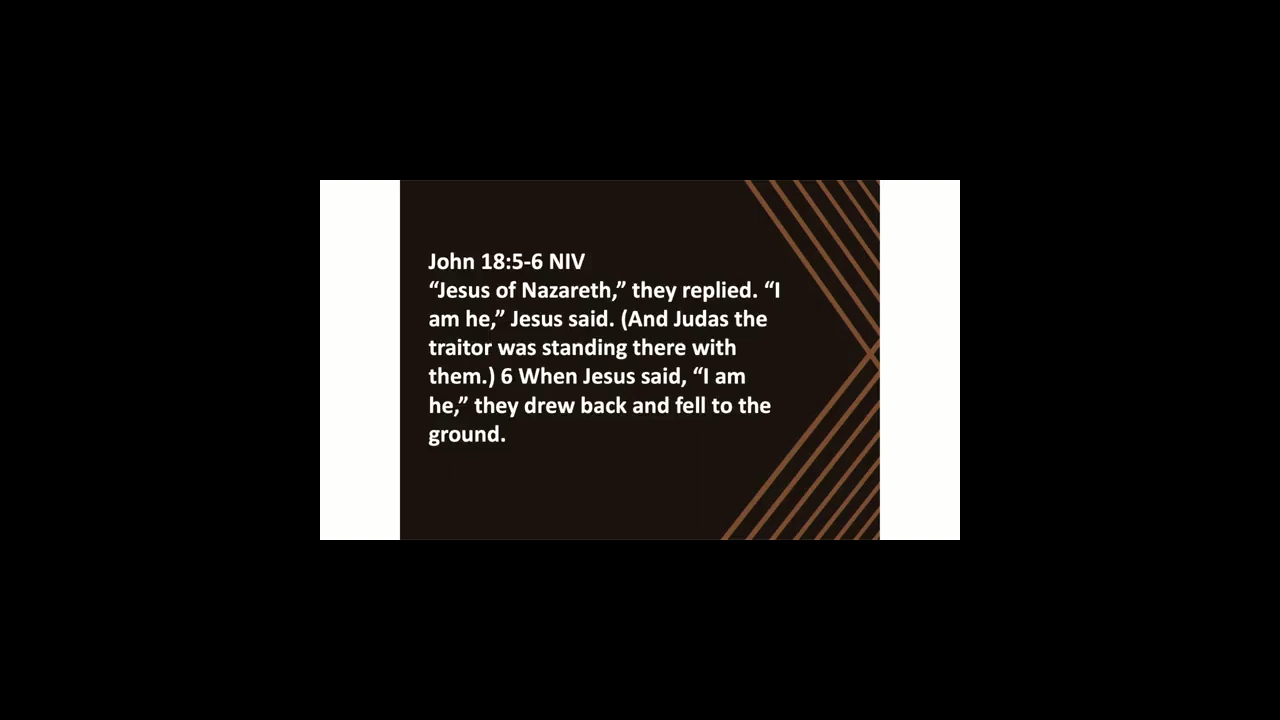 John 18:5-6 NIV
“Jesus of Nazareth,” they replied. “I
am he,” Jesus said. (And Judas the
traitor was standing there with
them.) 6 When Jesus said, “I am
he,” they drew back and fell to the
ground.